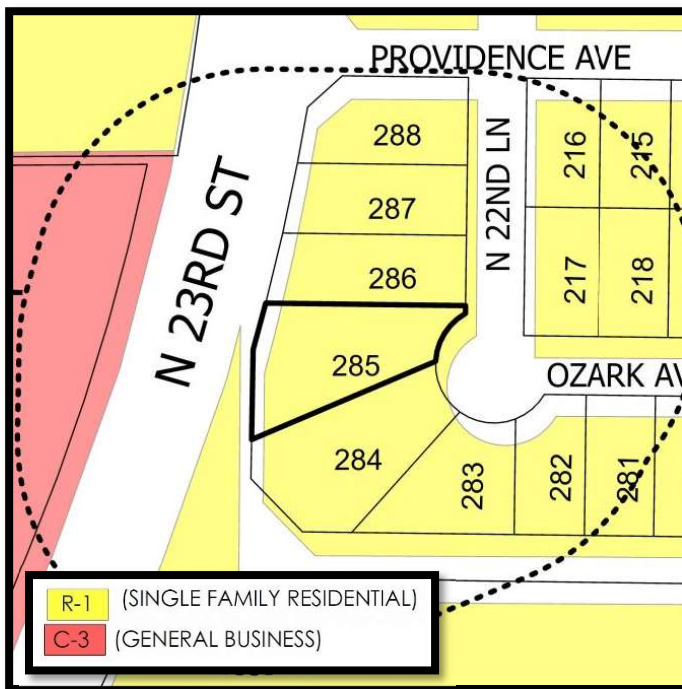 PROVIDENCE AVE
288
N 22ND LN
216
215
N 23RD ST
287
286
217
218
285
OZARK AV
284
283
282
281
R-1 (SINGLE FAMILY RESIDENTIAL)
C-3 (GENERAL BUSINESS)